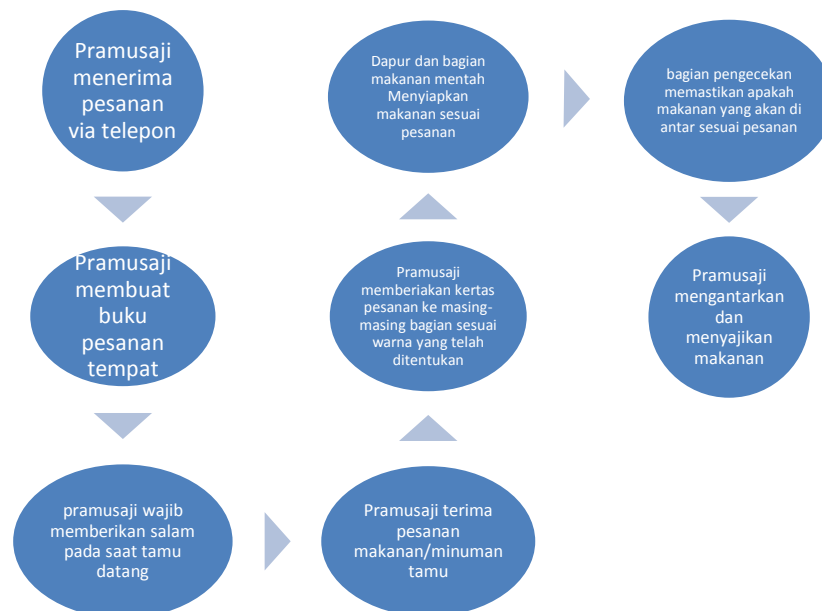 Pramusaji
menerima
pesanan
via telepon
Pramusaji
membuat
buku
pesanan
tempat
pramusaji wajib
memberikan salam
pada saat tamu
datang
Pramusaji terima
pesanan
makanan/minuman
tamu
Pramusaji
memberiakan kertas
pesanan ke masing-
masing bagian sesuai
warna yang telah
ditentukan
Dapur dan bagian
makanan mentah
Menyiapkan
makanan sesuai
pesanan
bagian pengecekan
memastikan apakah
makanan yang akan di
antar sesuai pesanan
Pramusaji
mengantarkan
dan
menyajikan
makanan